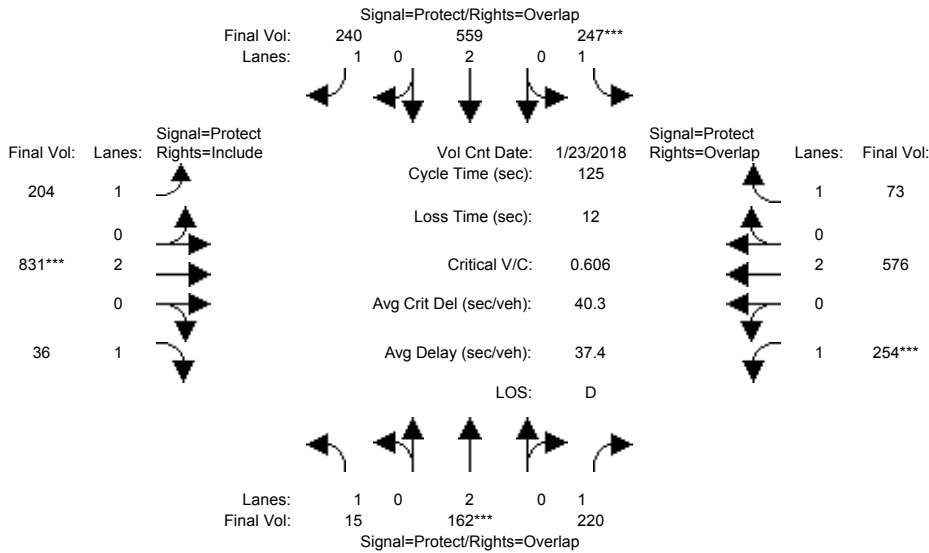 Signal=Protect/Rights=Overlap
Final Vol: 240 559 247***
Lanes: 1 0 2 0 1
Signal=Protect Signal=Protect
Final Vol: Lanes: Rights=Include Vol Cnt Date: 1/23/2018 Rights=Overlap Lanes: Final Vol:
Cycle Time (sec): 125
204 1 1 73
Loss Time (sec): 12
0 0
831*** 2 Critical V/C: 0.606 2 576
0 Avg Crit Del (sec/veh): 40.3 0
36 1 Avg Delay (sec/veh): 37.4 1 254***
LOS: D
Lanes: 1 0 2 0 1
Final Vol: 15 162*** 220
Signal=Protect/Rights=Overlap